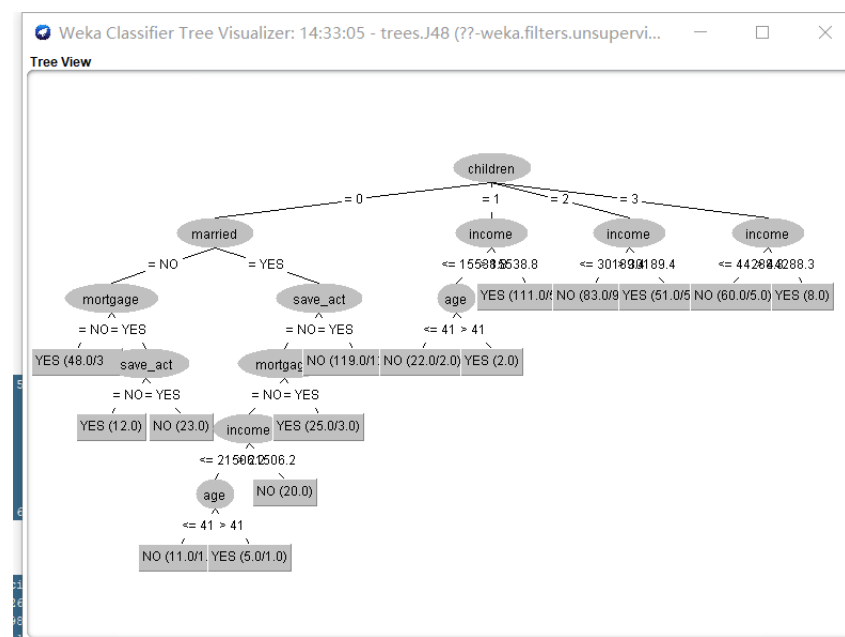 Weka Classifier Tree Visualizer: 14:33:05 - trees.J48 (??-weka.filters.unsupervi...
Tree View
children
= 0 = 1 = 2 = 3
married income income income
= NO = YES <= 15538.8 > 15538.8 <= 30189.4 > 30189.4 <= 44288.3 > 44288.3
mortgage save_act age YES (111.0/ NO (83.0/9 YES (51.0/5 NO (60.0/5.0) YES (8.0)
= NO = YES = NO = YES <= 41 > 41
YES (48.0/3 save_act mortgag NO (119.0/1 NO (22.0/2.0) YES (2.0)
= NO = YES = NO = YES
YES (12.0) NO (23.0) income YES (25.0/3.0)
<= 21506.2 > 21506.2
age NO (20.0)
<= 41 > 41
NO (11.0/1. YES (5.0/1.0)